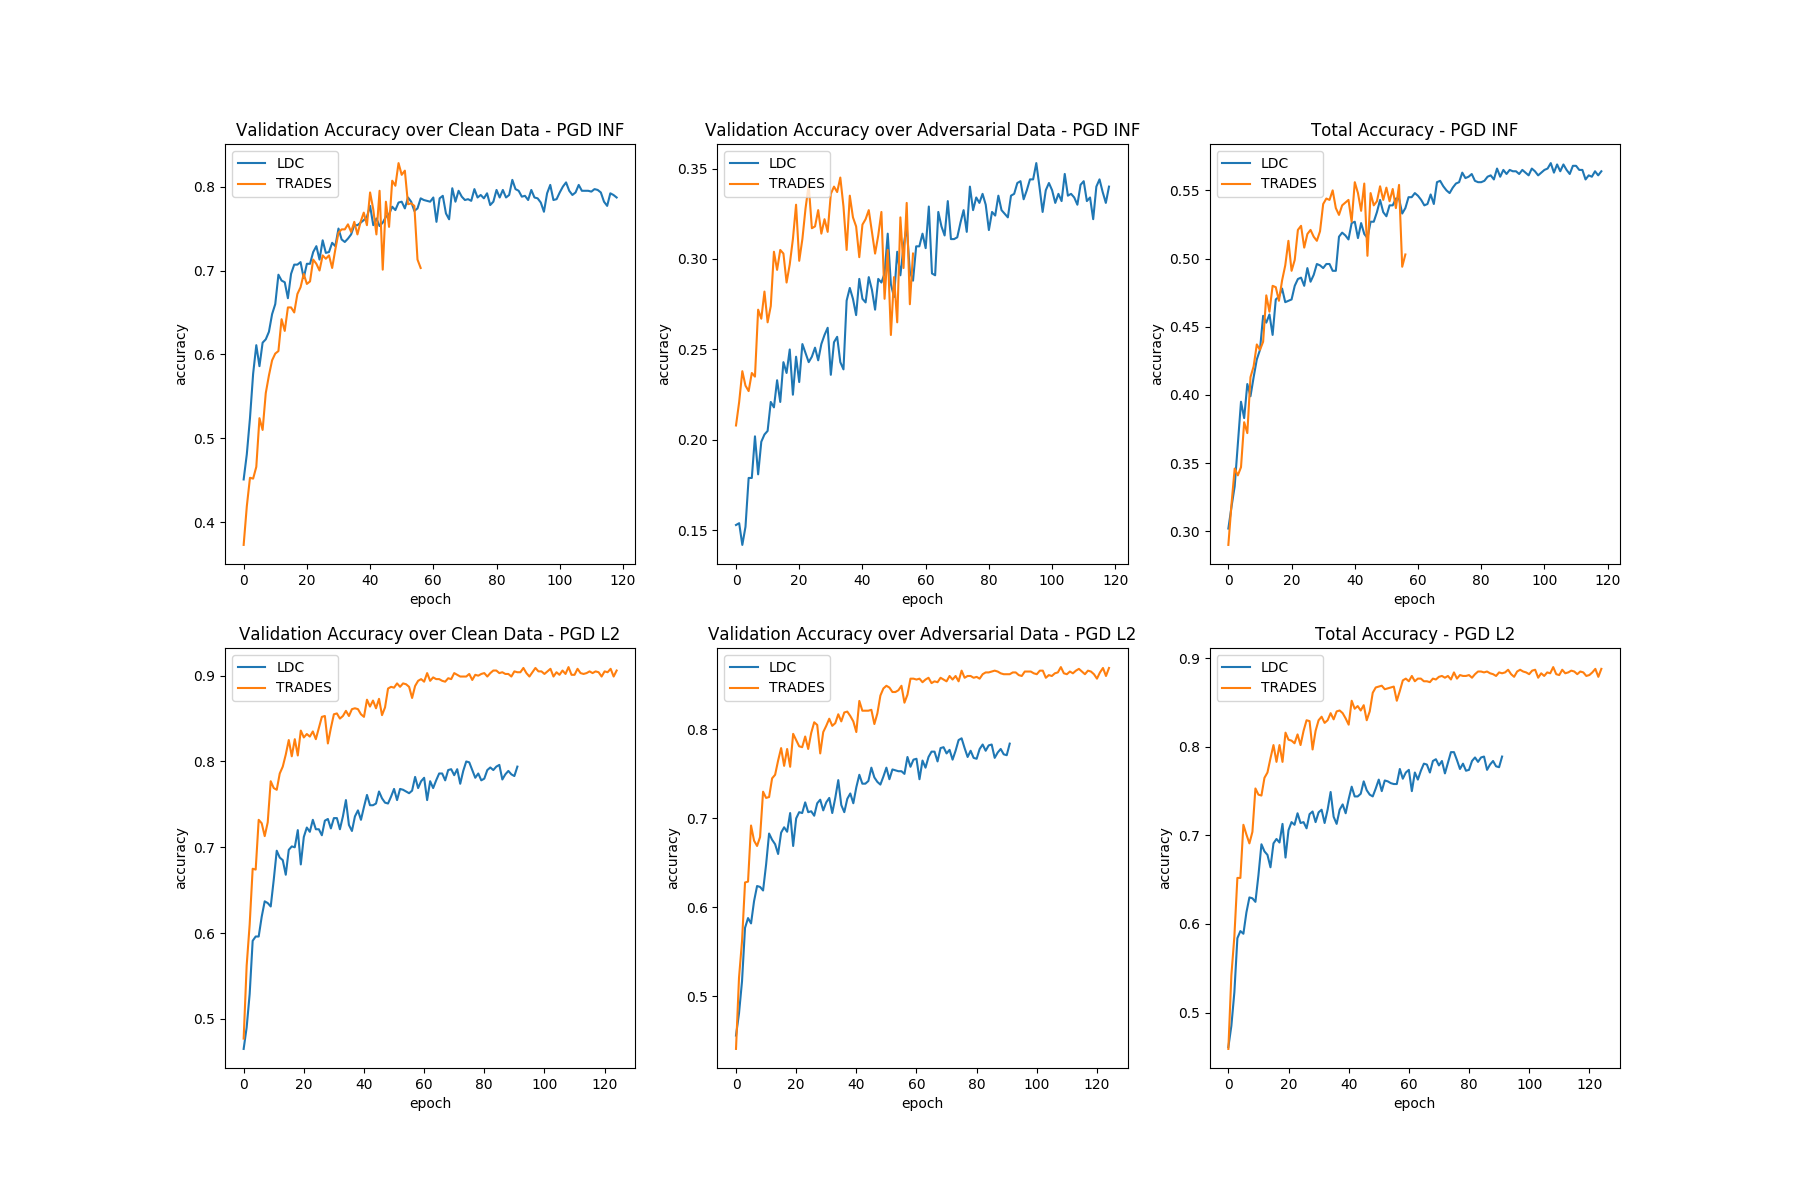 Validation Accuracy over Clean Data - PGD INF
LDC
TRADES
accuracy
0.8
0.7
0.6
0.5
0.4
0 20 40 60 80 100 120
epoch
Validation Accuracy over Adversarial Data - PGD INF
LDC
TRADES
accuracy
0.35
0.30
0.25
0.20
0.15
0 20 40 60 80 100 120
epoch
Total Accuracy - PGD INF
LDC
TRADES
accuracy
0.55
0.50
0.45
0.40
0.35
0.30
0 20 40 60 80 100 120
epoch
Validation Accuracy over Clean Data - PGD L2
LDC
TRADES
accuracy
0.9
0.8
0.7
0.6
0.5
0 20 40 60 80 100 120
epoch
Validation Accuracy over Adversarial Data - PGD L2
LDC
TRADES
accuracy
0.8
0.7
0.6
0.5
0 20 40 60 80 100 120
epoch
Total Accuracy - PGD L2
LDC
TRADES
accuracy
0.9
0.8
0.7
0.6
0.5
0 20 40 60 80 100 120
epoch